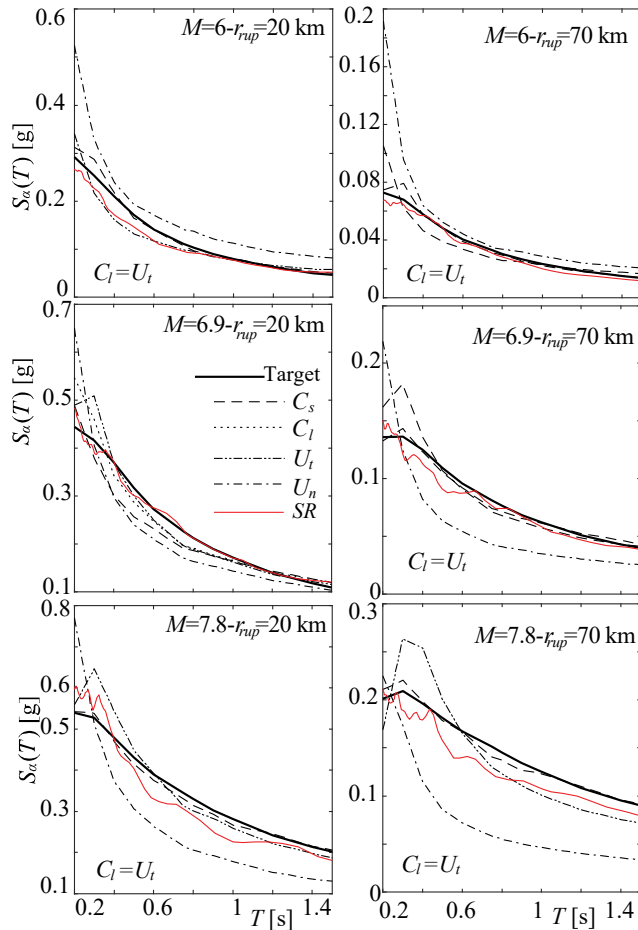 M=6-r_rup=20 km
S_α(T) [g]
0.6
0.4
0.2
0
C_l=U_t
M=6-r_rup=70 km
0.2
0.16
0.12
0.08
0.04
0
C_l=U_t
M=6.9-r_rup=20 km
S_α(T) [g]
0.7
0.5
0.3
0.1
Target
C_s
C_l
U_t
U_n
SR
M=6.9-r_rup=70 km
0.2
0.1
0
C_l=U_t
M=7.8-r_rup=20 km
S_α(T) [g]
0.8
0.6
0.4
0.2
0.1
C_l=U_t
0.2 0.6 1 1.4
T [s]
M=7.8-r_rup=70 km
0.3
0.2
0.1
0
C_l=U_t
0.2 0.6 1 1.4
T [s]